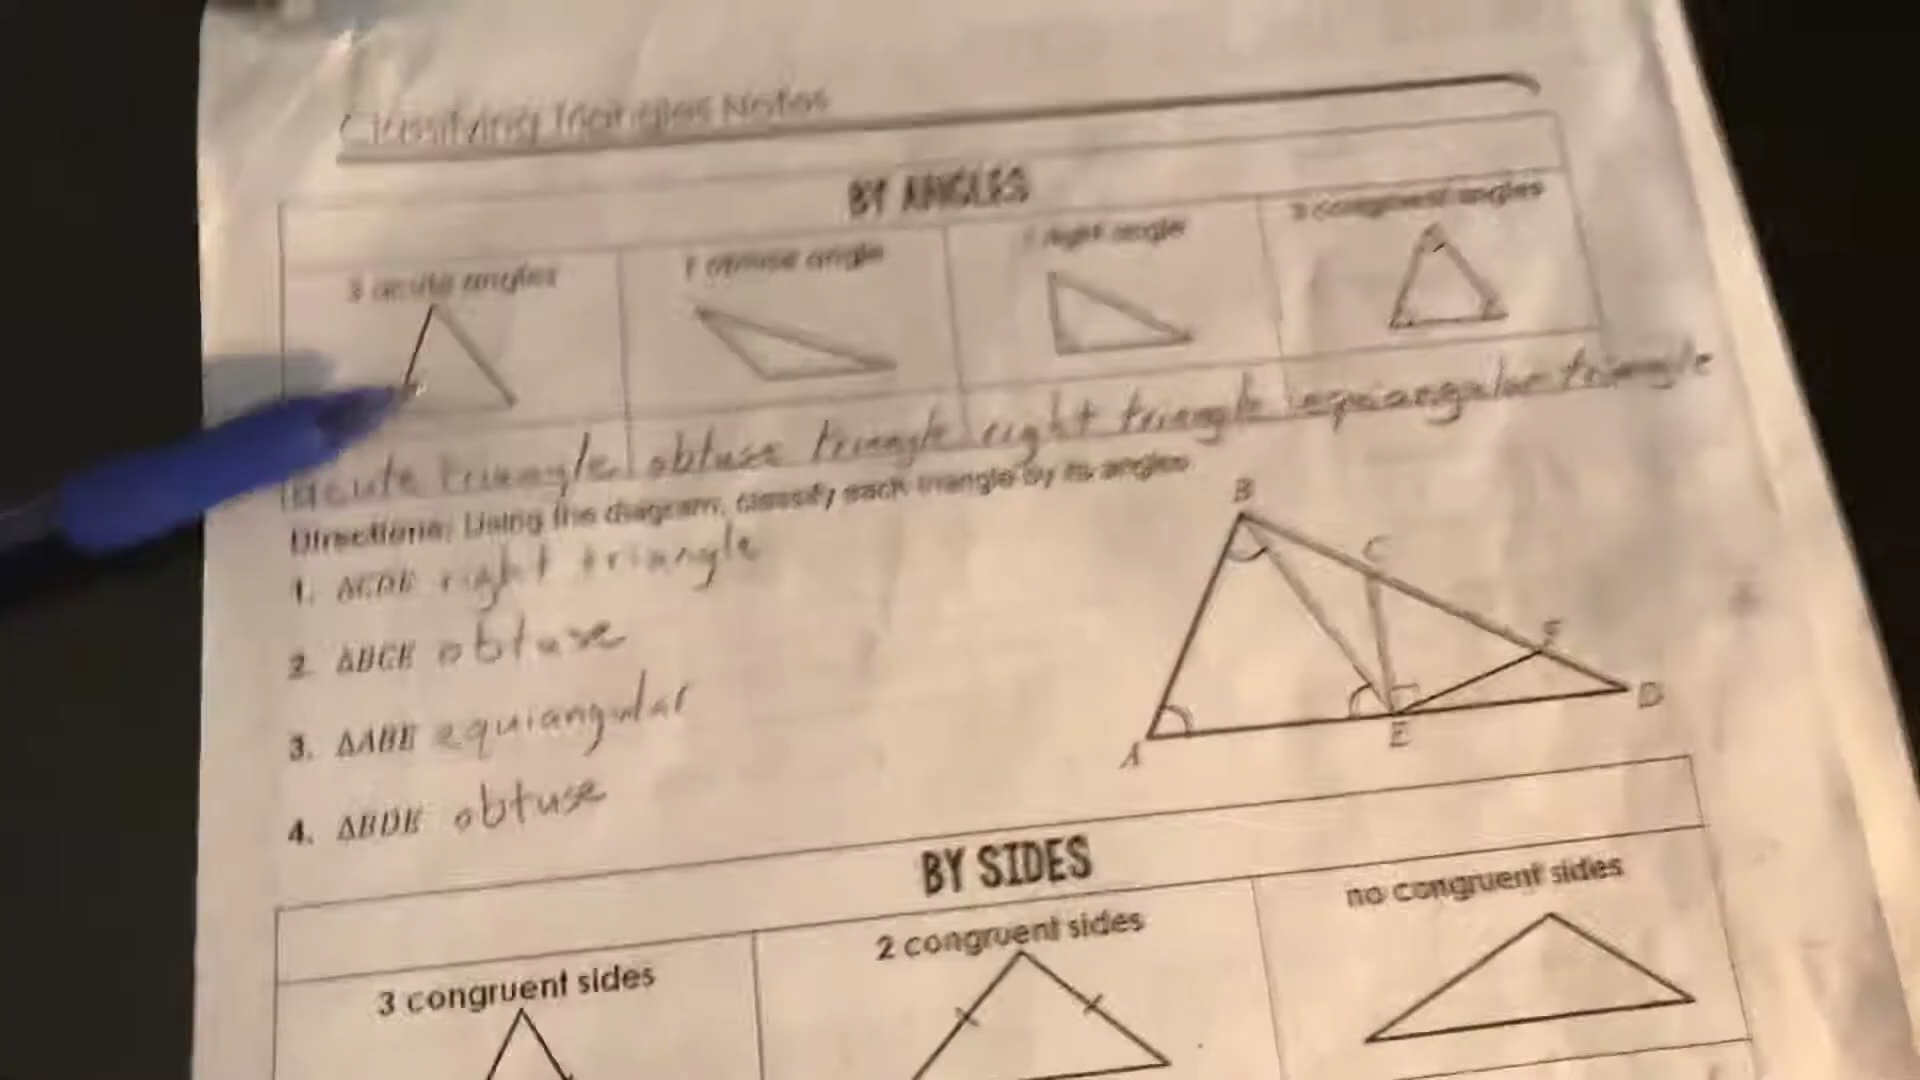 Classifying Triangles Notes
BY ANGLES
3 acute angles
1 obtuse angle
1 right angle
3 congruent angles
acute triangle
obtuse triangle
right triangle
equiangular triangle
Directions: Using the diagram, classify each triangle by its angles
1. ΔCDE right triangle
2. ΔBCE obtuse
3. ΔABE equiangular
4. ΔBDE obtuse
B
C
F
D
E
A
BY SIDES
3 congruent sides
2 congruent sides
no congruent sides